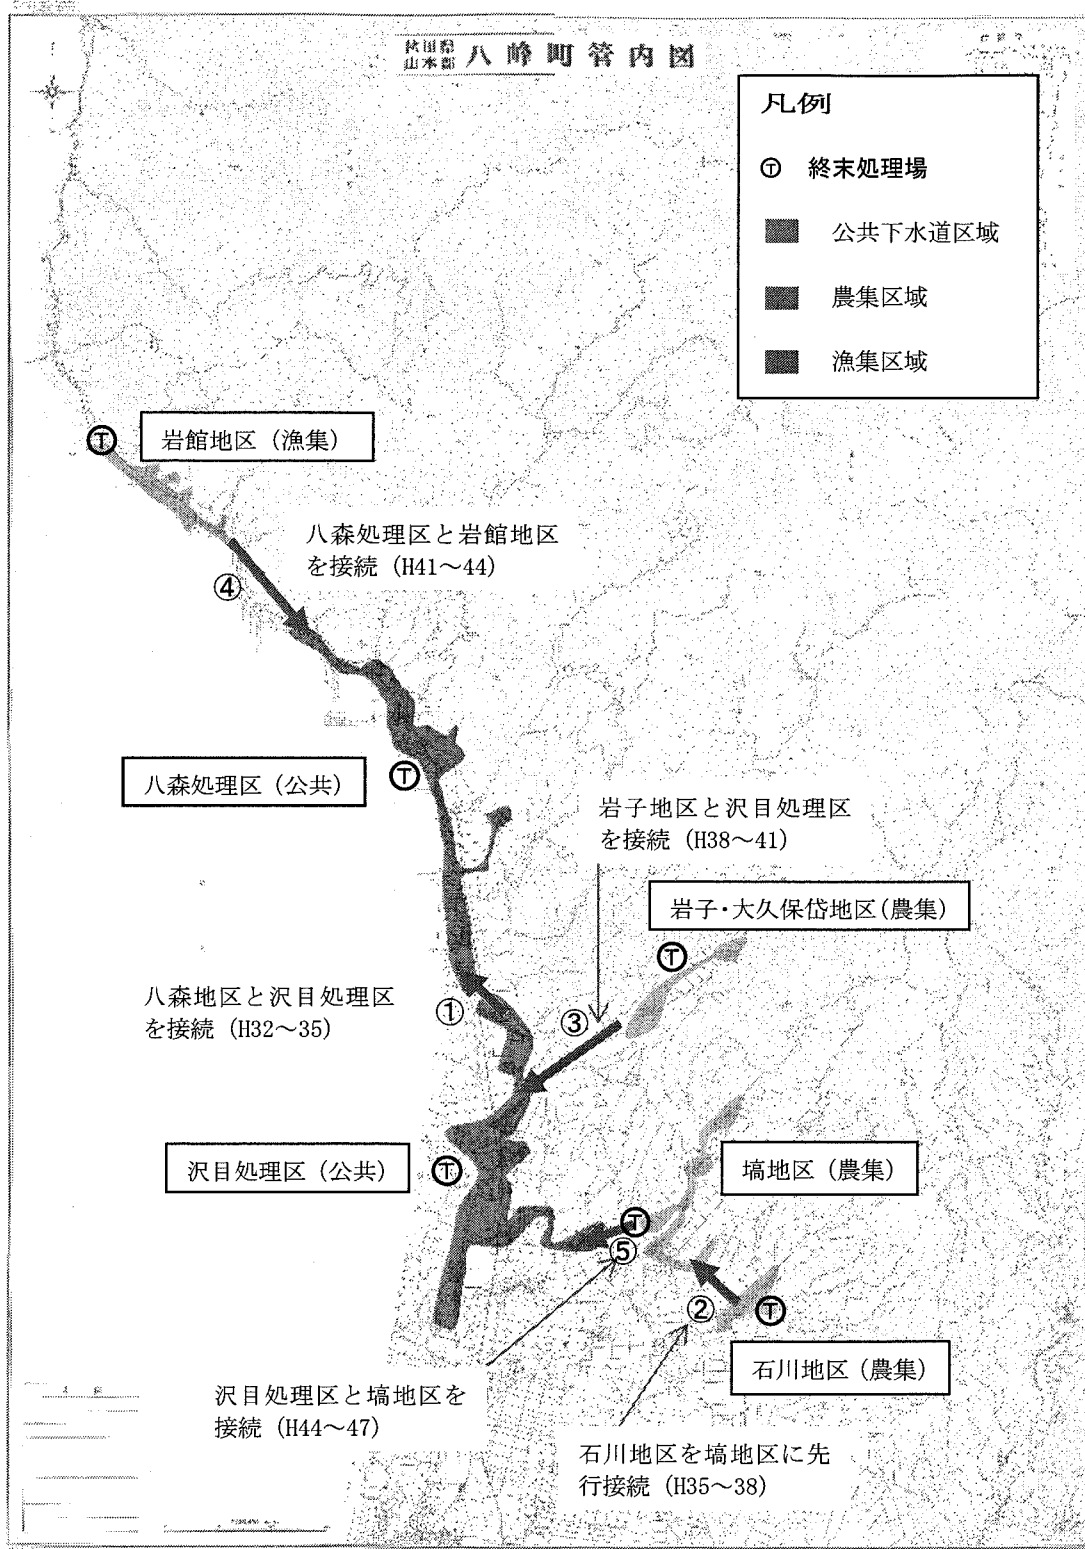 秋田県
山本郡 八峰町管内図
凡例
Ⓣ 終末処理場
公共下水道区域
農集区域
漁集区域
Ⓣ
岩館地区（漁集）
八森処理区と岩館地区
を接続（H41～44）
④
八森処理区（公共）
Ⓣ
岩子地区と沢目処理区
を接続（H38～41）
岩子・大久保岱地区（農集）
Ⓣ
八森地区と沢目処理区
を接続（H32～35）
①
③
沢目処理区（公共）
Ⓣ
塙地区（農集）
Ⓣ
⑤
②
Ⓣ
石川地区（農集）
沢目処理区と塙地区を
接続（H44～47）
石川地区を塙地区に先
行接続（H35～38）